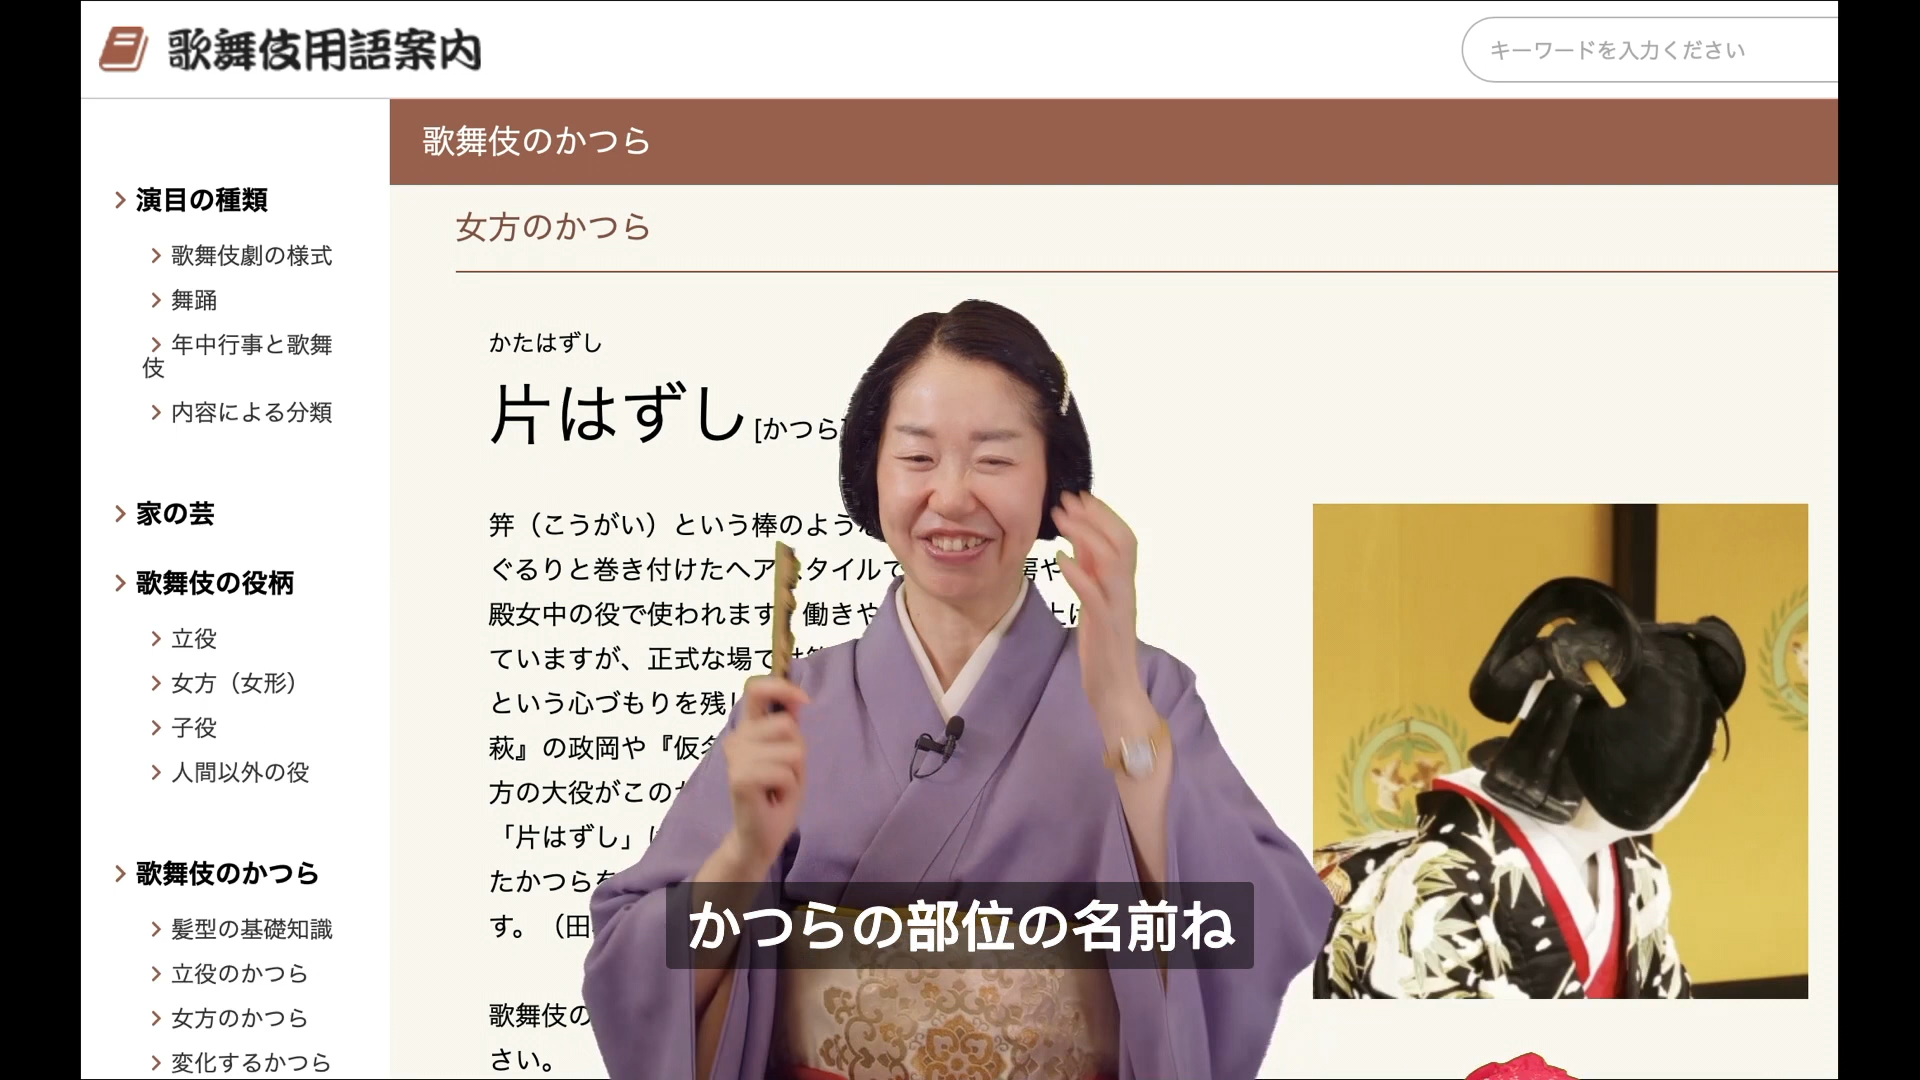 歌舞伎用語案内
キーワードを入力ください
演目の種類
歌舞伎劇の様式
舞踊
年中行事と歌舞
伎
内容による分類
家の芸
歌舞伎の役柄
立役
女方（女形）
子役
人間以外の役
歌舞伎のかつら
髪型の基礎知識
立役のかつら
女方のかつら
変化するかつら
歌舞伎のかつら
女方のかつら
かたはずし
片はずし [かつら]
笄（こうがい）という棒のよう
ぐるりと巻き付けたヘアスタイルで
殿女中の役で使われます 働きや 上げ
ていますが、正式な場では
という心づもりを残し
萩』の政岡や『仮名
方の大役がこの
「片はずし」は
たかつらを
す。（田
歌舞伎の
さい。
かつらの部位の名前ね